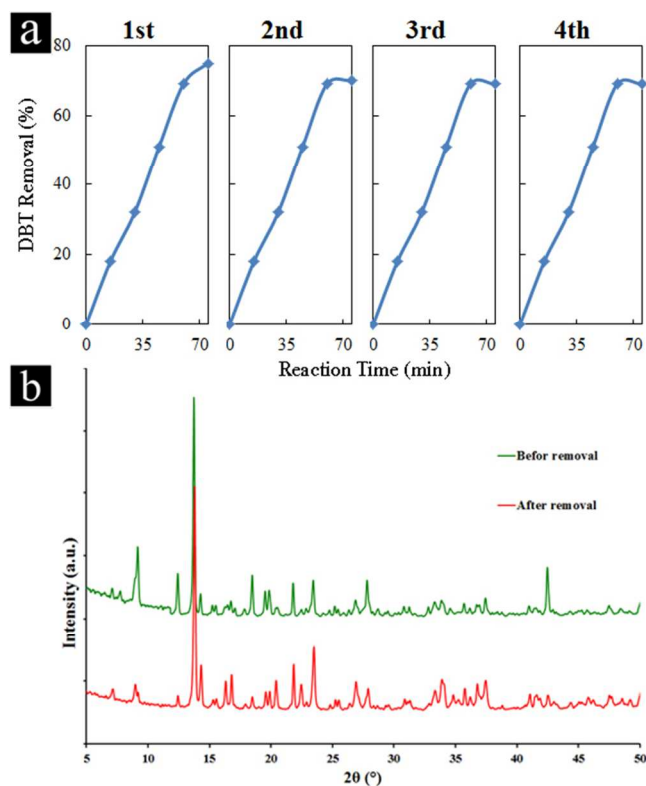 a
1st 2nd 3rd 4th
80
60
40
20
0
DBT Removal (%)
0 35 70 0 35 70 0 35 70 0 35 70
Reaction Time (min)
b
Befor removal
After removal
Intensity (a.u.)
5 10 15 20 25 30 35 40 45 50
2θ (°)